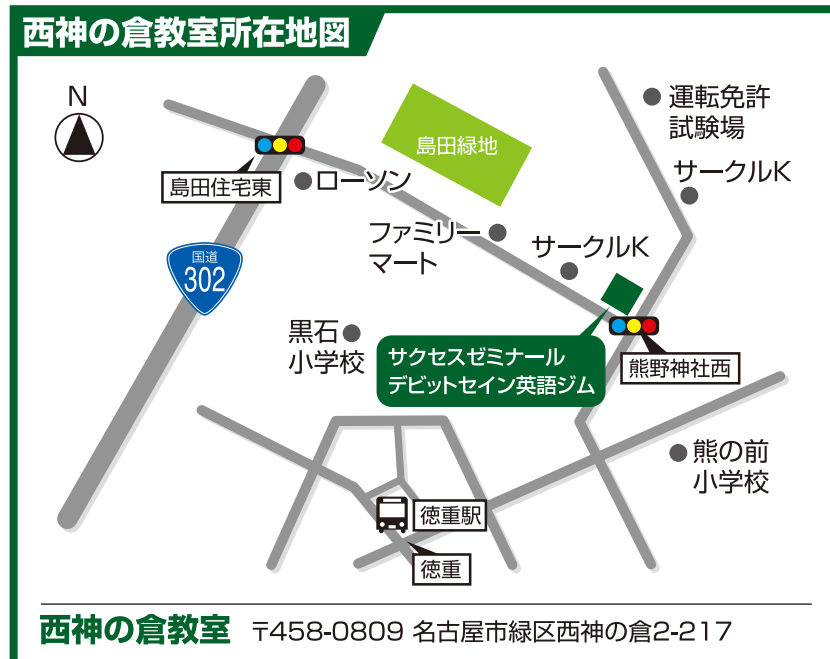 西神の倉教室所在地図
N
運転免許
試験場
島田緑地
サークルK
島田住宅東
ローソン
ファミリー
マート
サークルK
国道
302
黒石
小学校
サクセスゼミナール
デビットセイン英語ジム
熊野神社西
熊の前
小学校
徳重駅
徳重
西神の倉教室 〒458-0809 名古屋市緑区西神の倉2-217